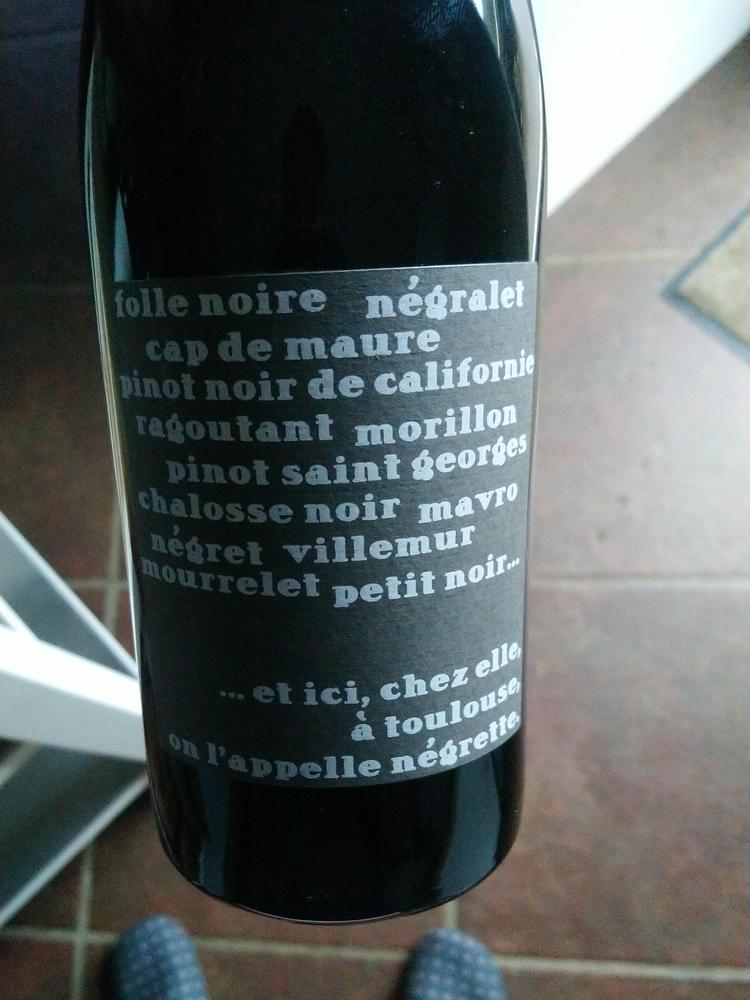 folle noire négralet
cap de maure
pinot noir de californie
ragoutant morillon
pinot saint georges
chalosse noir mavro
négret villemur
mourrelet petit noir...
... et ici, chez elle,
à toulouse,
on l'appelle négrette.